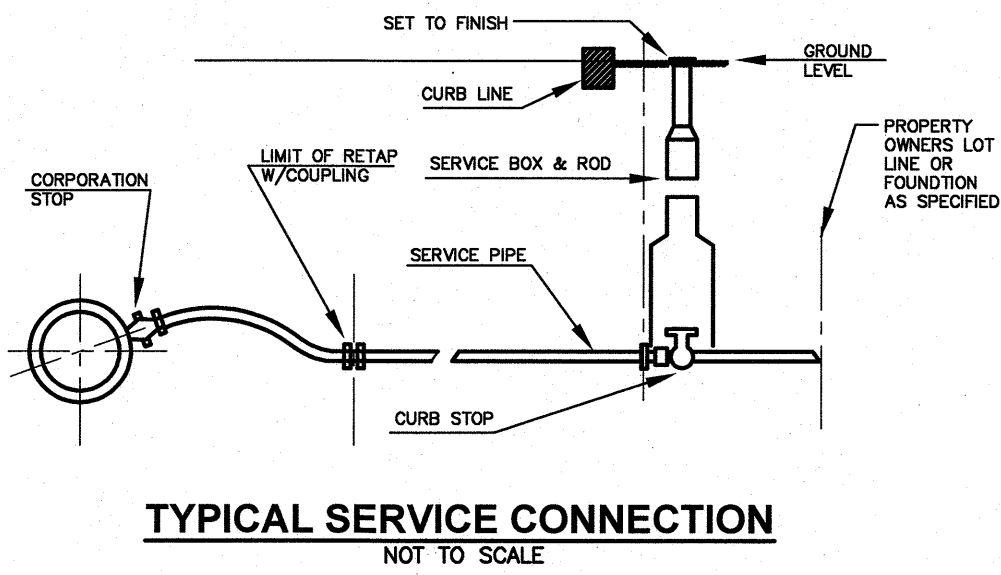 SET TO FINISH
GROUND
LEVEL
CURB LINE
PROPERTY
OWNERS LOT
LINE OR
FOUNDTION
AS SPECIFIED
LIMIT OF RETAP
W/COUPLING
SERVICE BOX & ROD
CORPORATION
STOP
SERVICE PIPE
CURB STOP
TYPICAL SERVICE CONNECTION
NOT TO SCALE